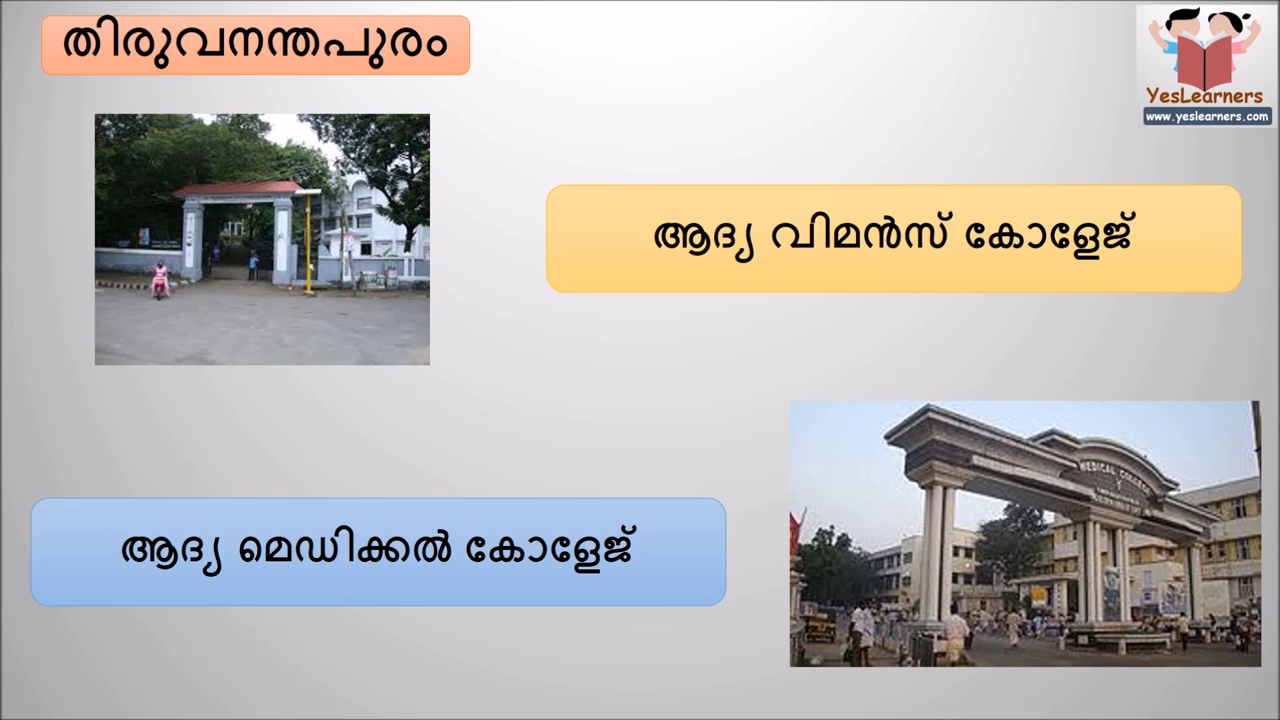 തിരുവനന്തപുരം
YesLearners
www.yeslearners.com
ആദ്യ വിമൻസ് കോളേജ്
ആദ്യ മെഡിക്കൽ കോളേജ്
MEDICAL COLLEGE